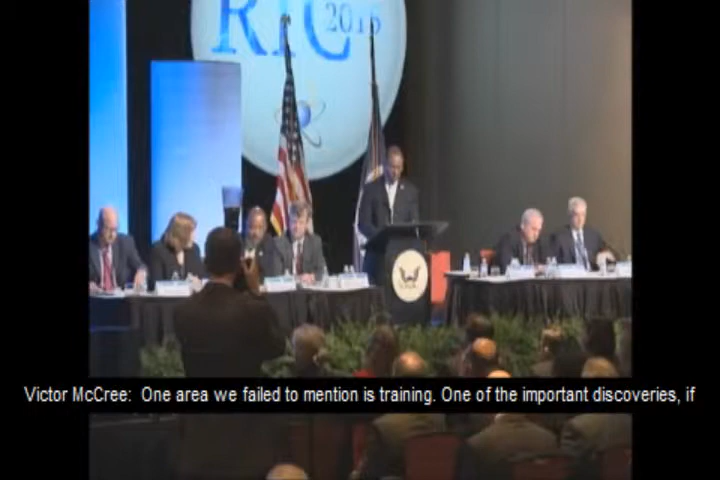 RIC 2016
Victor McCree:  One area we failed to mention is training. One of the important discoveries, if